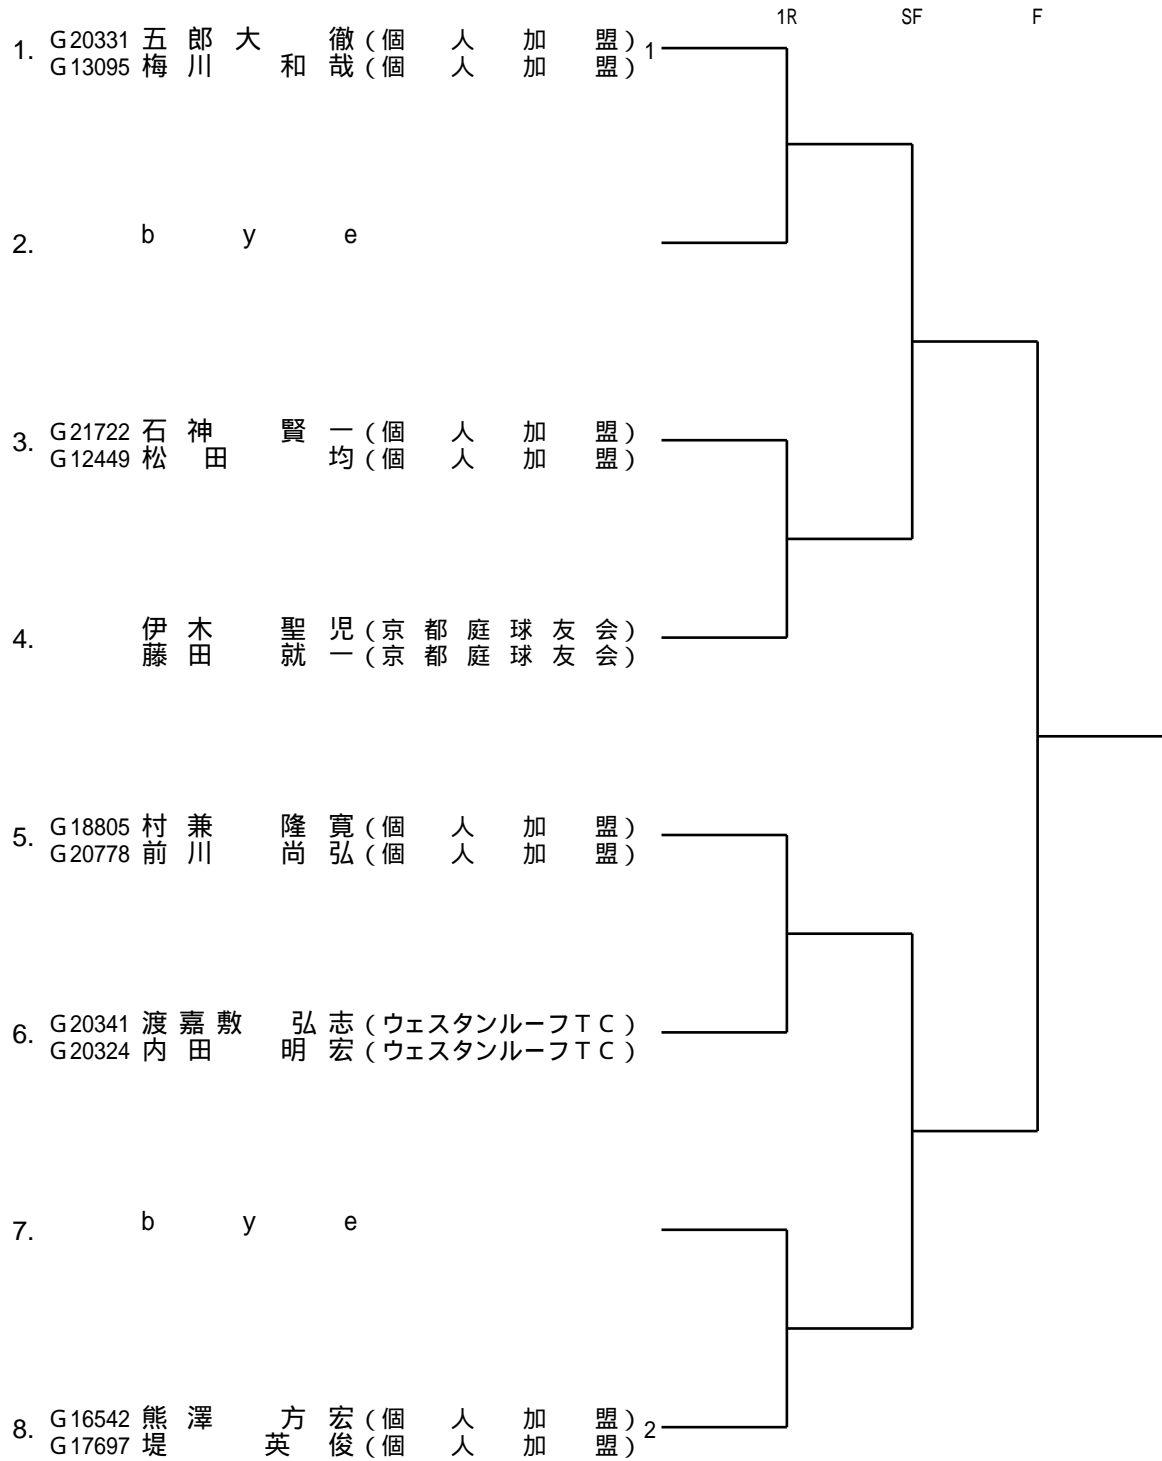 1R SF F
1. G20331 五郎大 徹(個人加盟) 1
G13095 梅川 和哉(個人加盟)
2. bye
3. G21722 石神 賢一(個人加盟)
G12449 松田 均(個人加盟)
4. 伊木 聖児(京都庭球友会)
藤田 就一(京都庭球友会)
5. G18805 村兼 隆寛(個人加盟)
G20778 前川 尚弘(個人加盟)
6. G20341 渡嘉敷 弘志(ウェスタンルーフTC)
G20324 内田 明宏(ウェスタンルーフTC)
7. bye
8. G16542 熊澤 方宏(個人加盟) 2
G17697 堤 英俊(個人加盟)